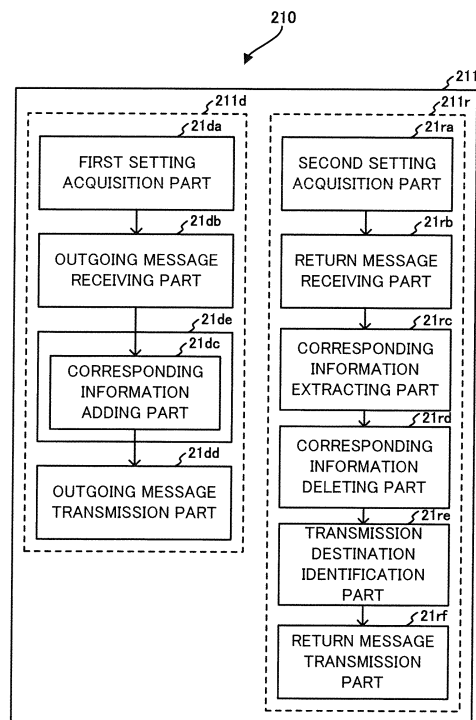 210
211
211d
21da
FIRST SETTING
ACQUISITION PART
21db
OUTGOING MESSAGE
RECEIVING PART
21de
21dc
CORRESPONDING
INFORMATION
ADDING PART
21dd
OUTGOING MESSAGE
TRANSMISSION PART
211r
21ra
SECOND SETTING
ACQUISITION PART
21rb
RETURN MESSAGE
RECEIVING PART
21rc
CORRESPONDING
INFORMATION
EXTRACTING PART
21rd
CORRESPONDING
INFORMATION
DELETING PART
21re
TRANSMISSION
DESTINATION
IDENTIFICATION
PART
21rf
RETURN MESSAGE
TRANSMISSION
PART